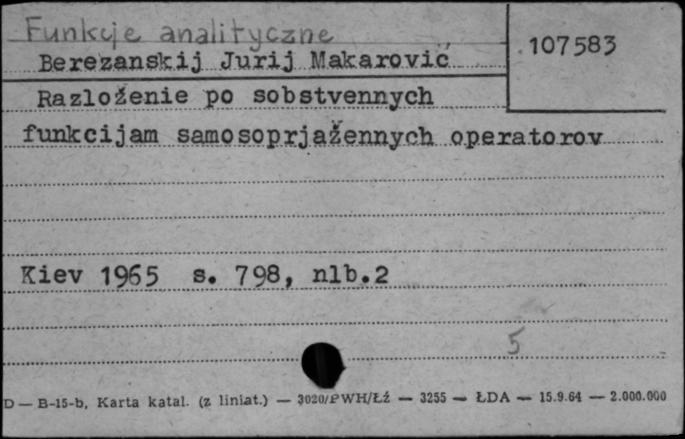 Funkcje analityczne
107583
Berezanskij Jurij Makarović
Razloženie po sobstvennych
funkcijam samosoprjažennych operatorov
Kiev 1965 s. 798, nlb.2
5
D — B-15-b, Karta katal. (z liniat.) — 3020/PWH/Łź — 3255 — ŁDA — 15.9.64 — 2.000.000